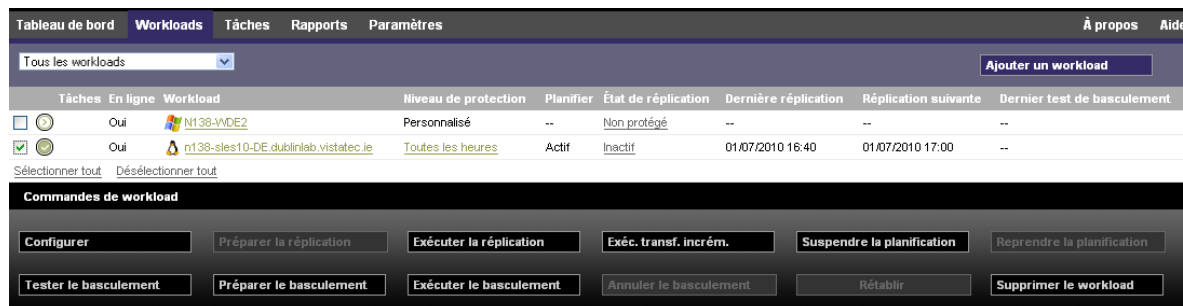 Tableau de bord Workloads Tâches Rapports Paramètres À propos Aide
Tous les workloads Ajouter un workload
Tâches En ligne Workload Niveau de protection Planifier État de réplication Dernière réplication Réplication suivante Dernier test de basculement
Oui N138-WDE2 Personnalisé -- Non protégé -- -- --
Oui n138-sles10-DE.dublinlab.vistatec.ie Toutes les heures Actif Inactif 01/07/2010 16:40 01/07/2010 17:00 --
Sélectionner tout Désélectionner tout
Commandes de workload
Configurer Préparer la réplication Exécuter la réplication Exéc. transf. incrém. Suspendre la planification Reprendre la planification
Tester le basculement Préparer le basculement Exécuter le basculement Annuler le basculement Rétablir Supprimer le workload